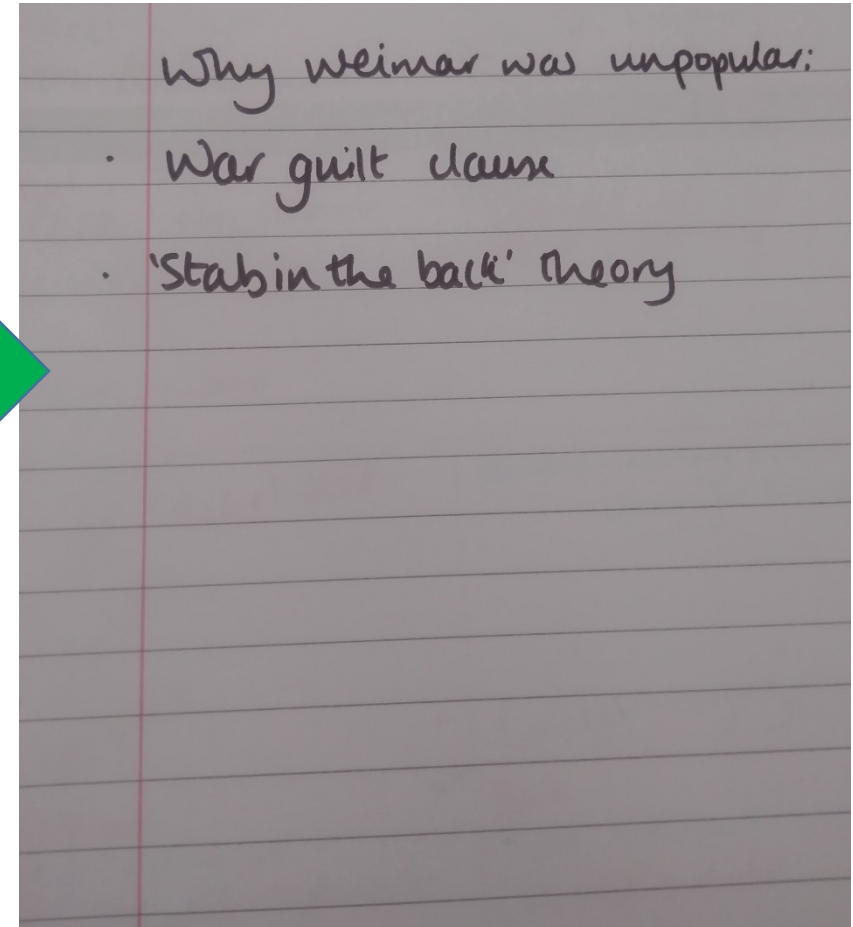 Why Weimar was unpopular:
· War guilt clause
· 'Stab in the back' theory